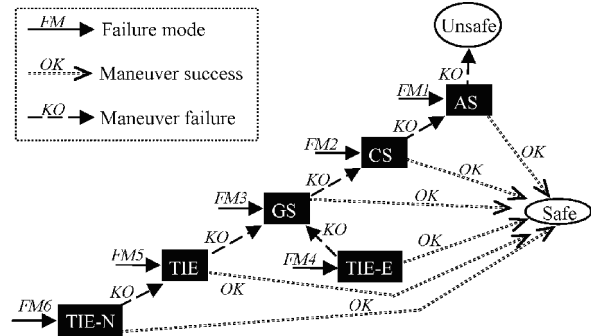 FM Failure mode
OK Maneuver success
KO Maneuver failure
Unsafe
KO
FM1 AS
KO OK
FM2 CS
KO OK
FM3 GS OK Safe
KO KO OK
FM5 TIE FM4 TIE-E
KO OK
FM6 TIE-N OK